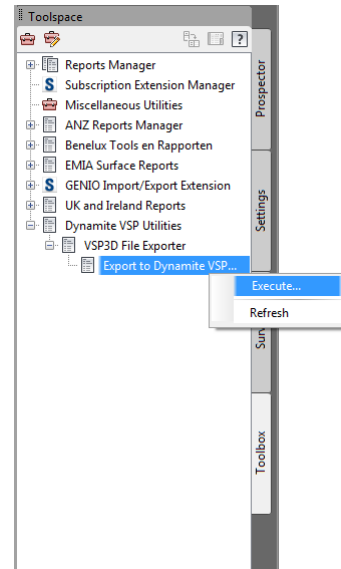 Toolspace
?
Reports Manager
S Subscription Extension Manager
Miscellaneous Utilities
ANZ Reports Manager
Benelux Tools en Rapporten
EMIA Surface Reports
S GENIO Import/Export Extension
UK and Ireland Reports
Dynamite VSP Utilities
VSP3D File Exporter
Export to Dynamite VSP...
Execute...
Refresh
Prospector
Settings
Surv
Toolbox